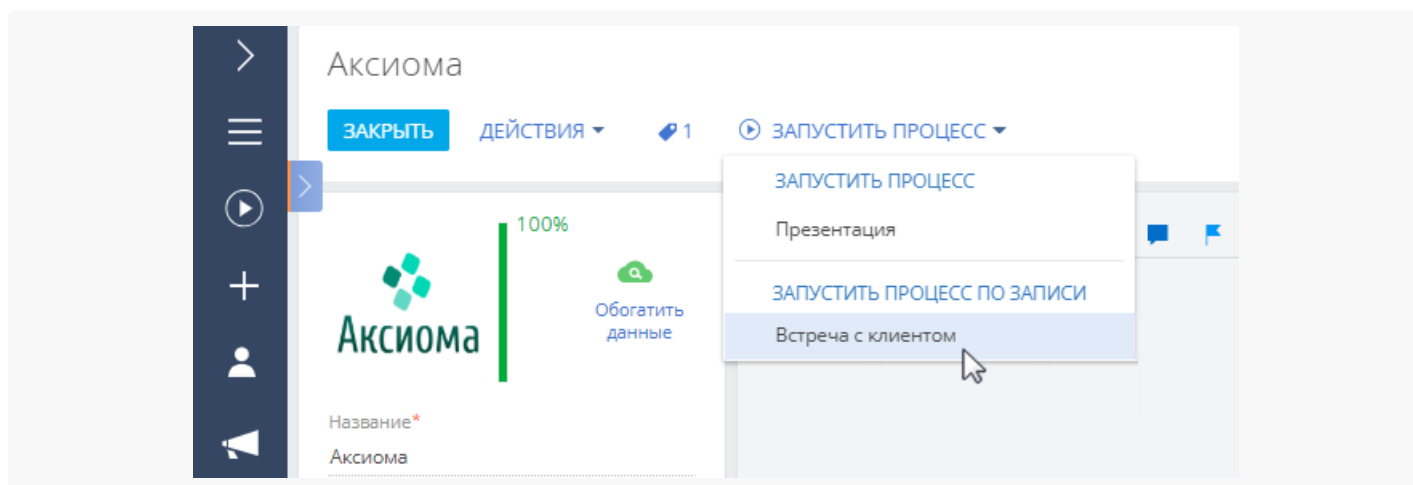 Аксиома
ЗАКРЫТЬ ДЕЙСТВИЯ 1 ЗАПУСТИТЬ ПРОЦЕСС
ЗАПУСТИТЬ ПРОЦЕСС
Презентация
ЗАПУСТИТЬ ПРОЦЕСС ПО ЗАПИСИ
Встреча с клиентом
100%
Аксиома
Обогатить
данные
Название*
Аксиома